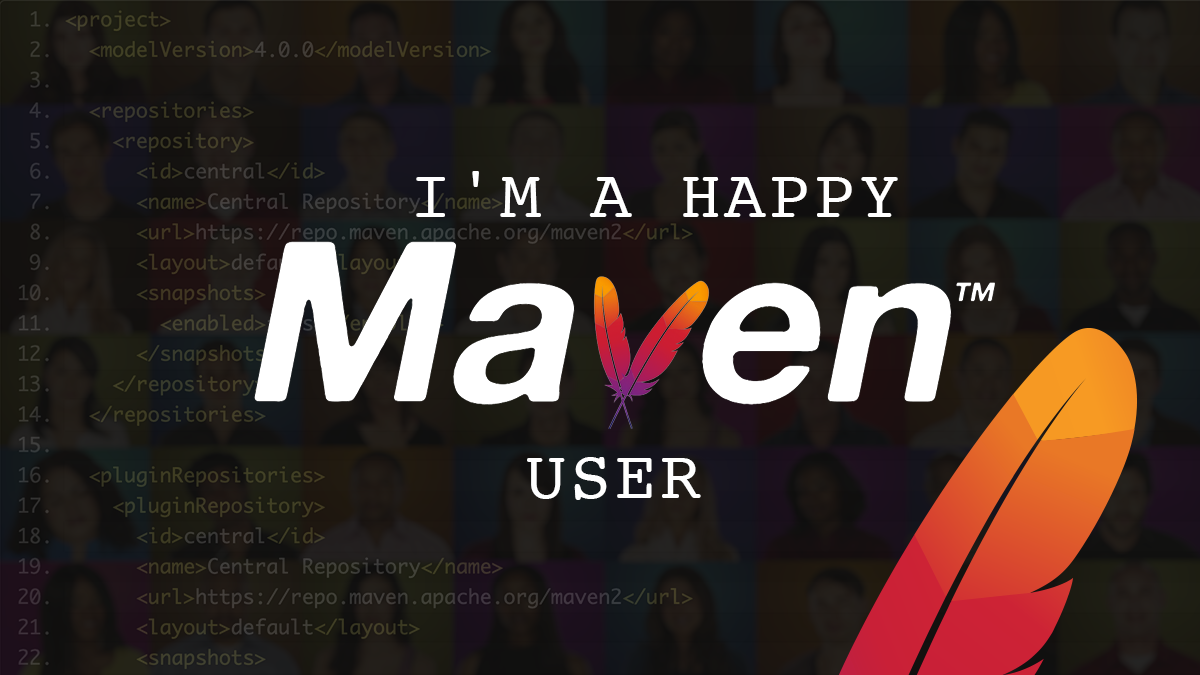 1. <project>
2. <modelVersion>4.0.0</modelVersion>
3.
4. <repositories>
5. <repository>
6. <id>central</id>
7. <name>Central Repository</name>
8. <url>https://repo.maven.apache.org/maven2</url>
9. <layout>defau layou
10. <snapshots>
11. <enabled>
12. </snapshots
13. </repository
14. </repositories>
15.
16. <pluginRepositories>
17. <pluginRepository>
18. <id>central</id>
19. <name>Central Repository</name>
20. <url>https://repo.maven.apache.org/maven2</url>
21. <layout>default</layout>
22. <snapshots>
I'M A HAPPY
Maven™
USER